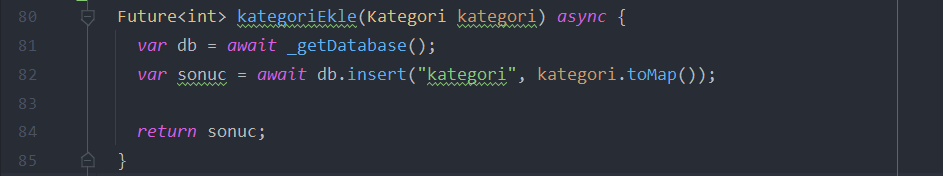 80 Future<int> kategoriEkle(Kategori kategori) async {
81 var db = await _getDatabase();
82 var sonuc = await db.insert("kategori", kategori.toMap());
83
84 return sonuc;
85 }